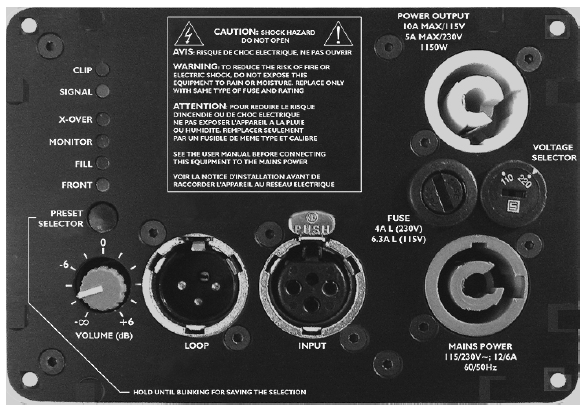 POWER OUTPUT
10A MAX/115V
5A MAX/230V
1150W
CAUTION: SHOCK HAZARD
DO NOT OPEN
AVIS: RISQUE DE CHOC ELECTRIQUE, NE PAS OUVRIR
WARNING: TO REDUCE THE RISK OF FIRE OR
ELECTRIC SHOCK, DO NOT EXPOSE THIS
EQUIPMENT TO RAIN OR MOISTURE. REPLACE ONLY
WITH SAME TYPE OF FUSE AND RATING
ATTENTION: POUR REDUIRE LE RISQUE
D'INCENDIE OU DE CHOC ELECTRIQUE
NE PAS EXPOSER L'APPAREIL A LA PLUIE
OU HUMIDITE. REMPLACER SEULEMENT
PAR UN FUSIBLE DE MEME TYPE ET CALIBRE
SEE THE USER MANUAL BEFORE CONNECTING
THIS EQUIPMENT TO THE MAINS POWER
VOIR LA NOTICE D'INSTALLATION AVANT DE
RACCORDER L'APPAREIL AU RESEAU ELECTRIQUE
CLIP
SIGNAL
X-OVER
MONITOR
FILL
FRONT
PRESET
SELECTOR
VOLTAGE
SELECTOR
110
220
FUSE
4A L (230V)
6.3A L (115V)
PUSH
0
-6
-∞
+6
VOLUME (dB)
LOOP
INPUT
MAINS POWER
115/230V~; 12/6A
60/50Hz
HOLD UNTIL BLINKING FOR SAVING THE SELECTION